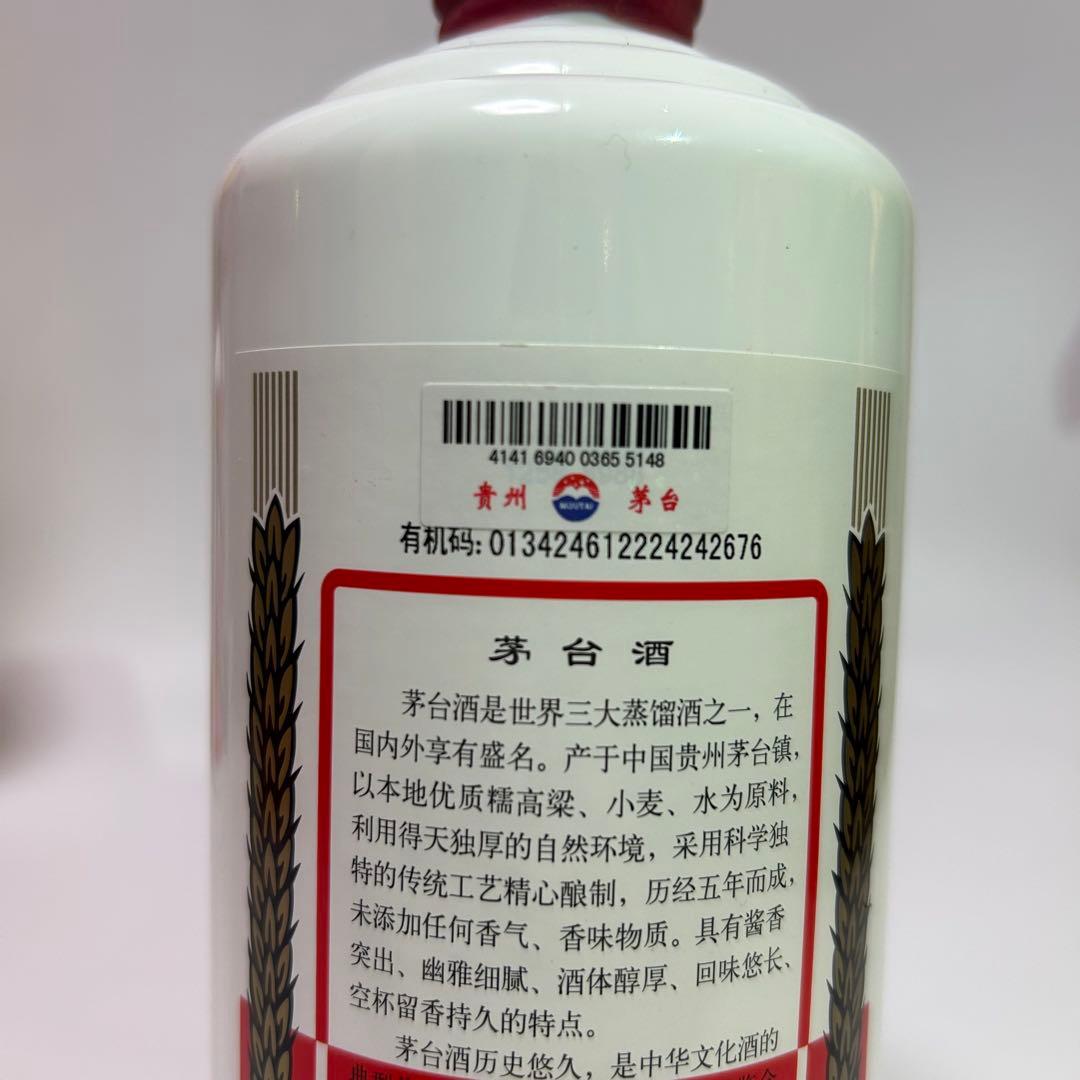 4141 6940 0365 5148
贵州 MOUTAI 茅台
有机码:01342461222424242676
茅台酒
茅台酒是世界三大蒸馏酒之一，在
国内外享有盛名。产于中国贵州茅台镇，
以本地优质糯高粱、小麦、水为原料，
利用得天独厚的自然环境，采用科学独
特的传统工艺精心酿制，历经五年而成，
未添加任何香气、香味物质。具有酱香
突出、幽雅细腻、酒体醇厚、回味悠长、
空杯留香持久的特点。
茅台酒历史悠久，是中华文化酒的